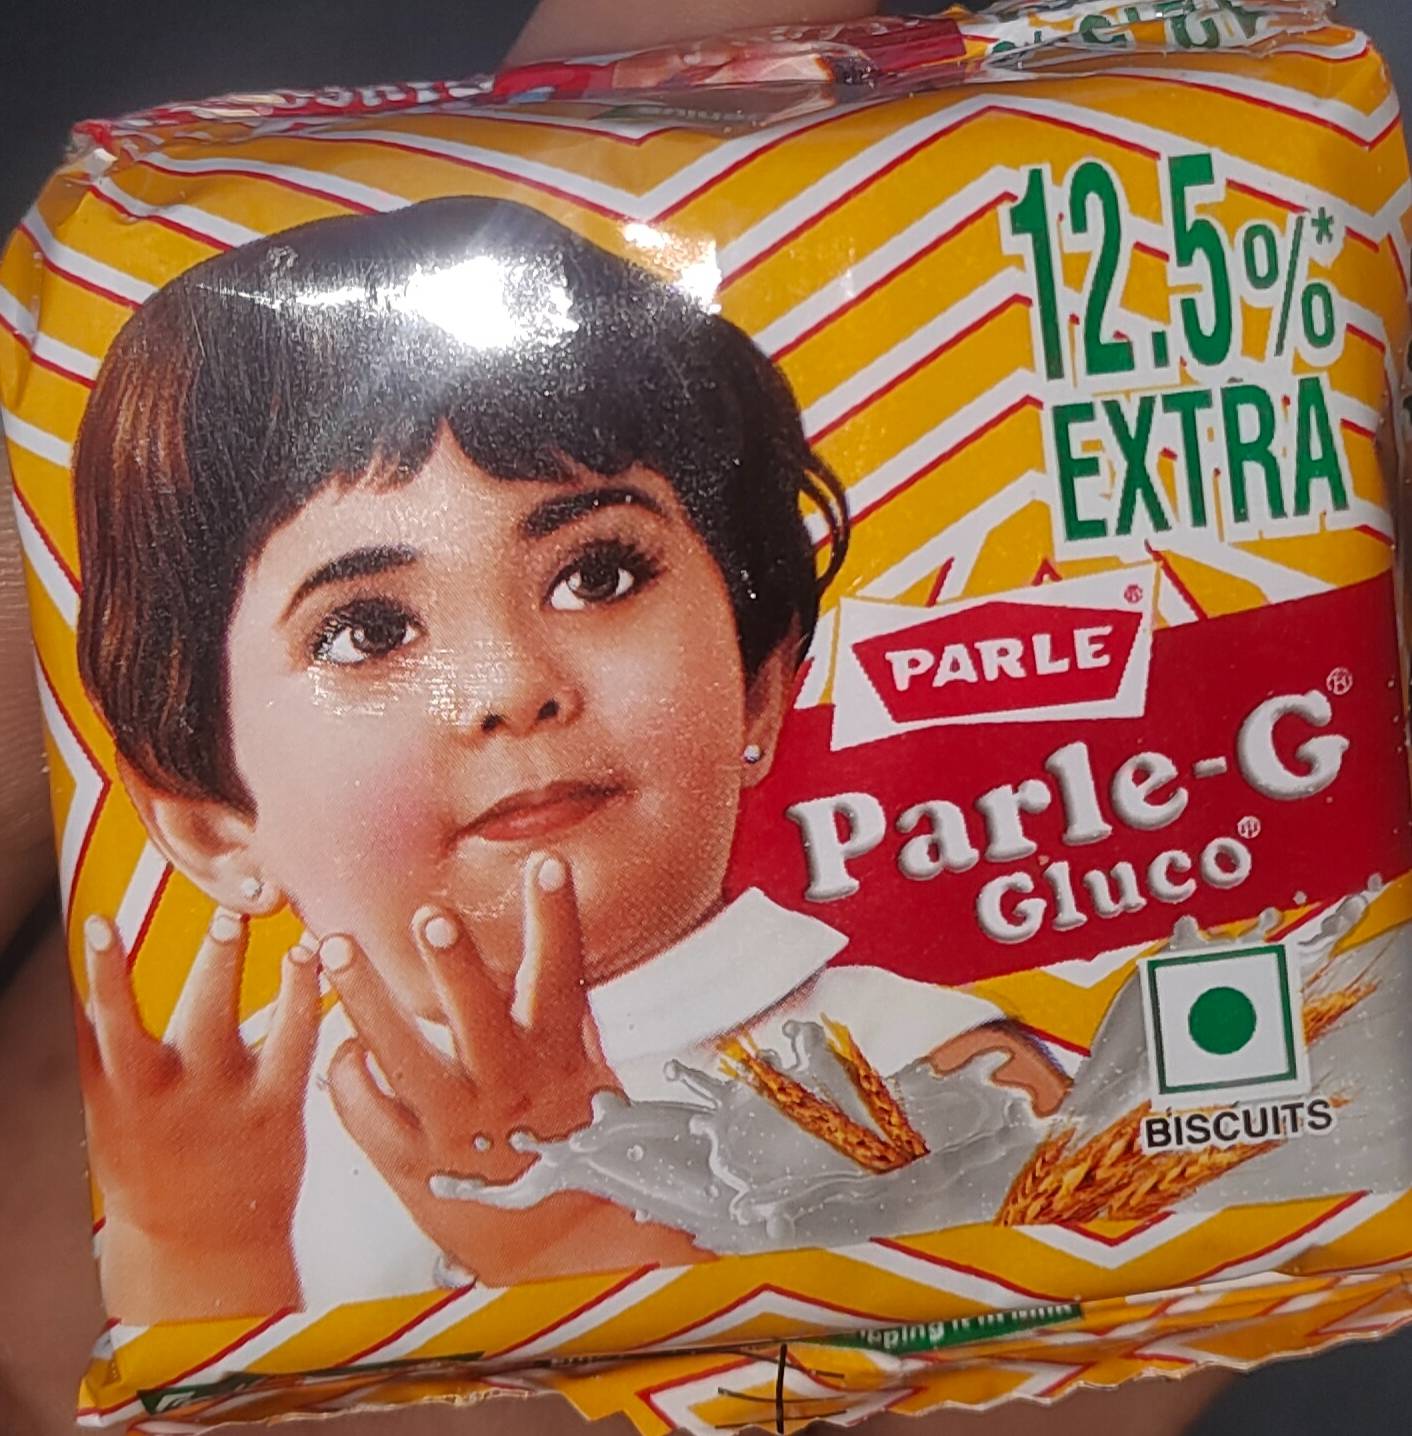 12.5%*
EXTRA
PARLE®
Parle-G®
Gluco®
BISCUITS